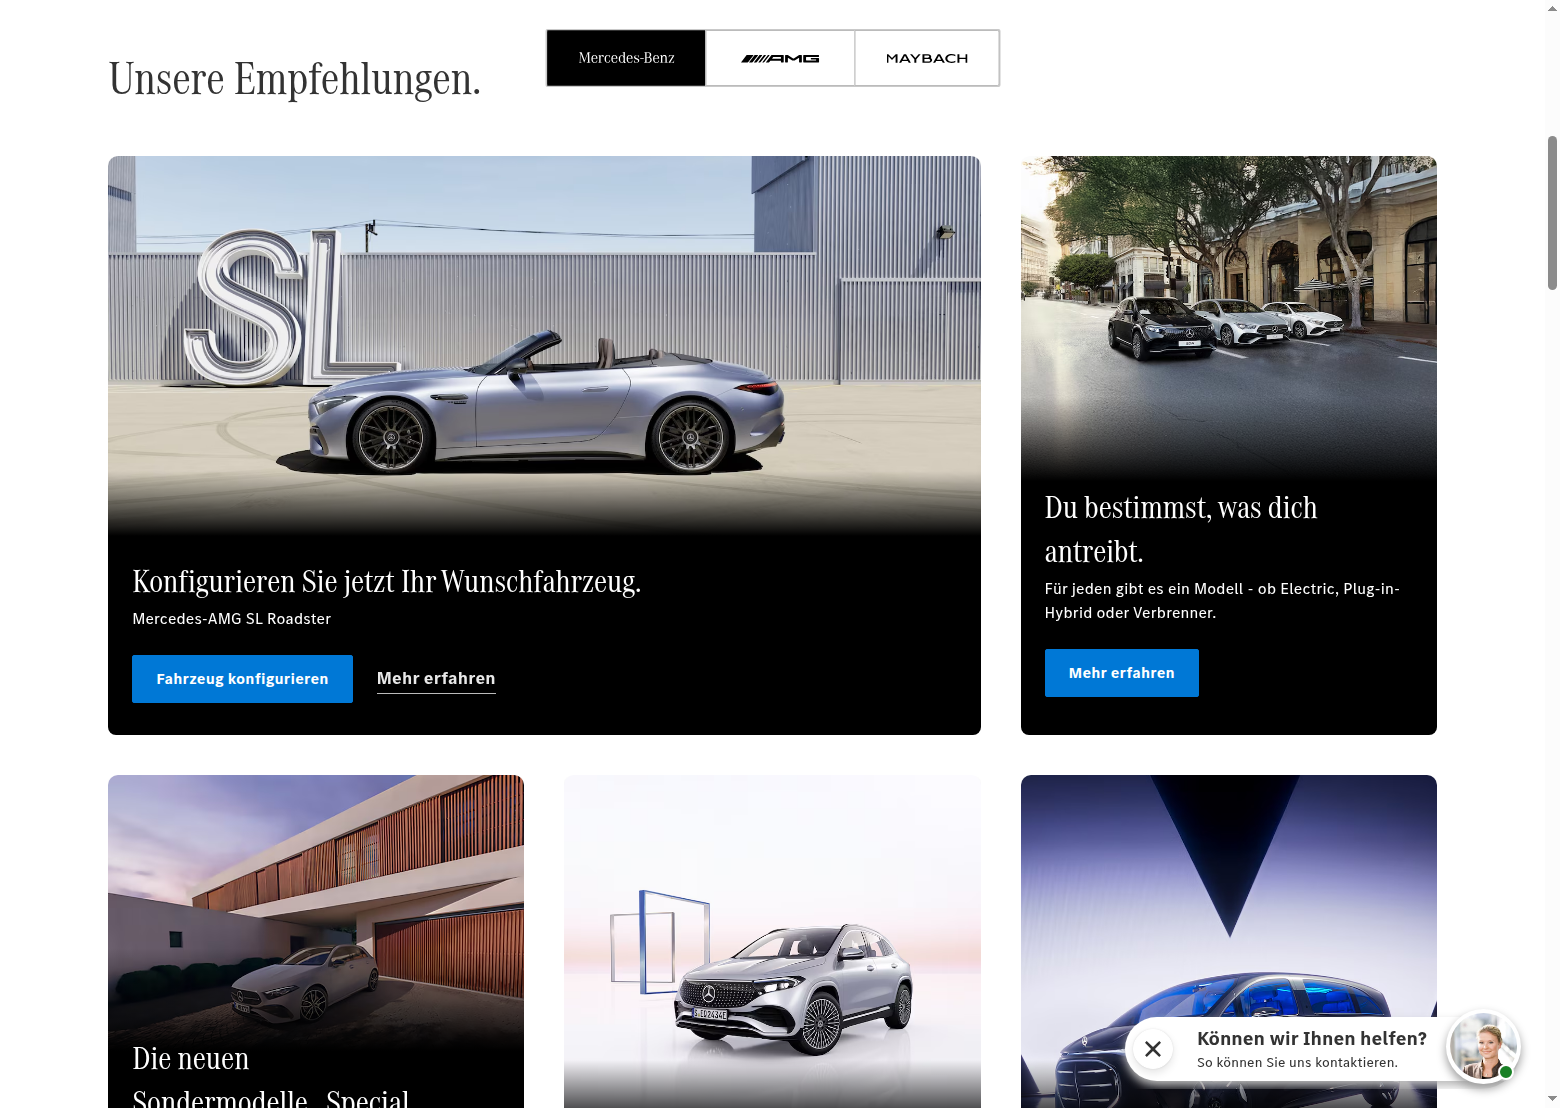 Unsere Empfehlungen.
Mercedes-Benz
AMG
MAYBACH
SL
Konfigurieren Sie jetzt Ihr Wunschfahrzeug.
Mercedes-AMG SL Roadster
Fahrzeug konfigurieren
Mehr erfahren
Du bestimmst, was dich
antreibt.
Für jeden gibt es ein Modell - ob Electric, Plug-in-
Hybrid oder Verbrenner.
Mehr erfahren
Die neuen
Sondermodelle „Special
Können wir Ihnen helfen?
So können Sie uns kontaktieren.